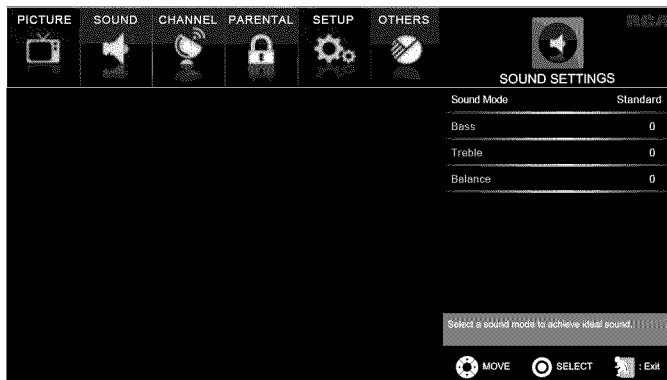 PICTURE SOUND CHANNEL PARENTAL SETUP OTHERS
RCA
SOUND SETTINGS
Sound Mode Standard
Bass 0
Treble 0
Balance 0
Select a sound mode to achieve ideal sound.
MOVE SELECT : Exit